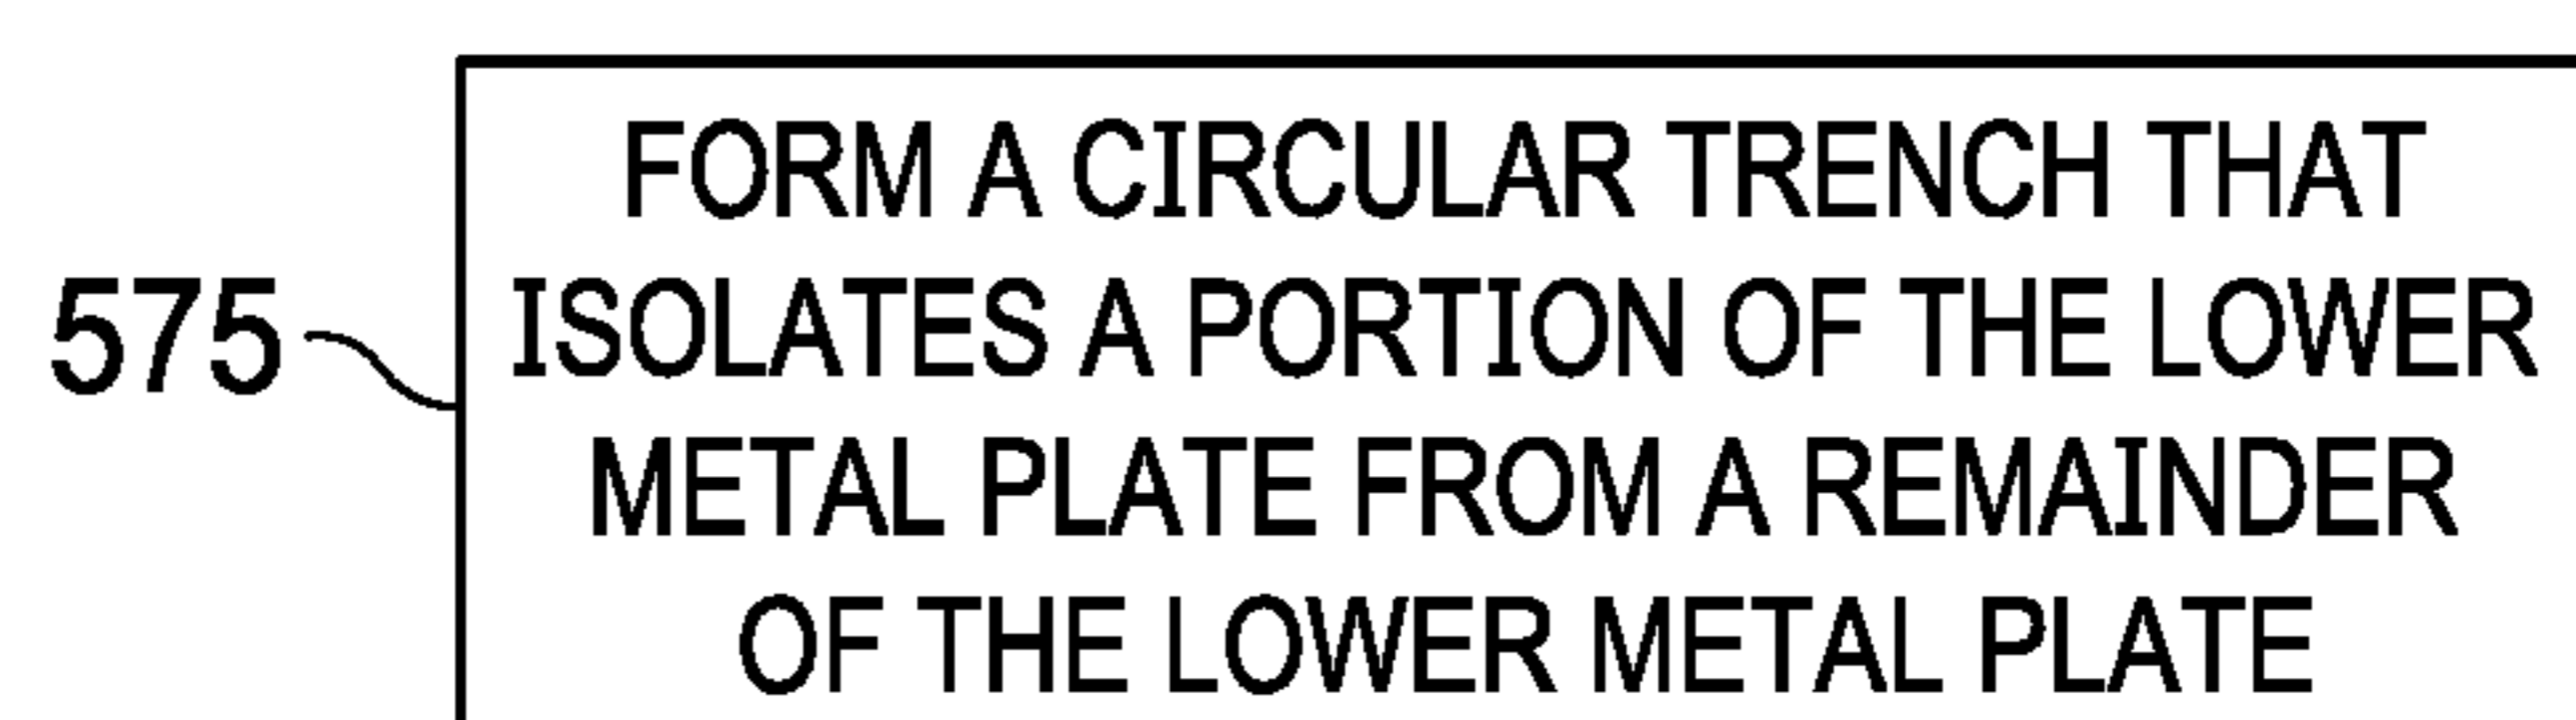 FORM A CIRCULAR TRENCH THAT
575 ISOLATES A PORTION OF THE LOWER
METAL PLATE FROM A REMAINDER
OF THE LOWER METAL PLATE